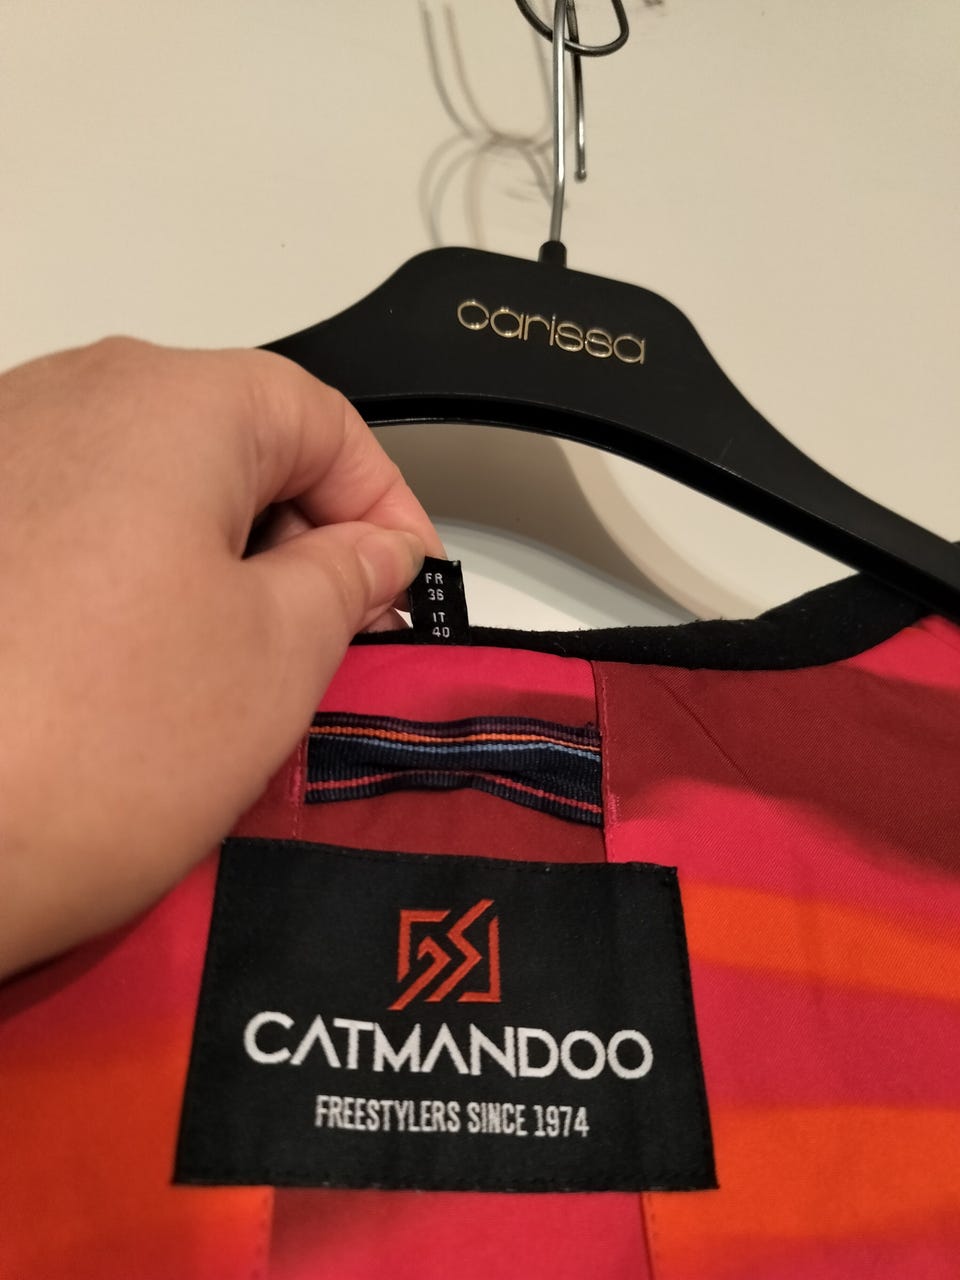 carissa
FR
36
IT
40
CATMANDOO
FREESTYLERS SINCE 1974